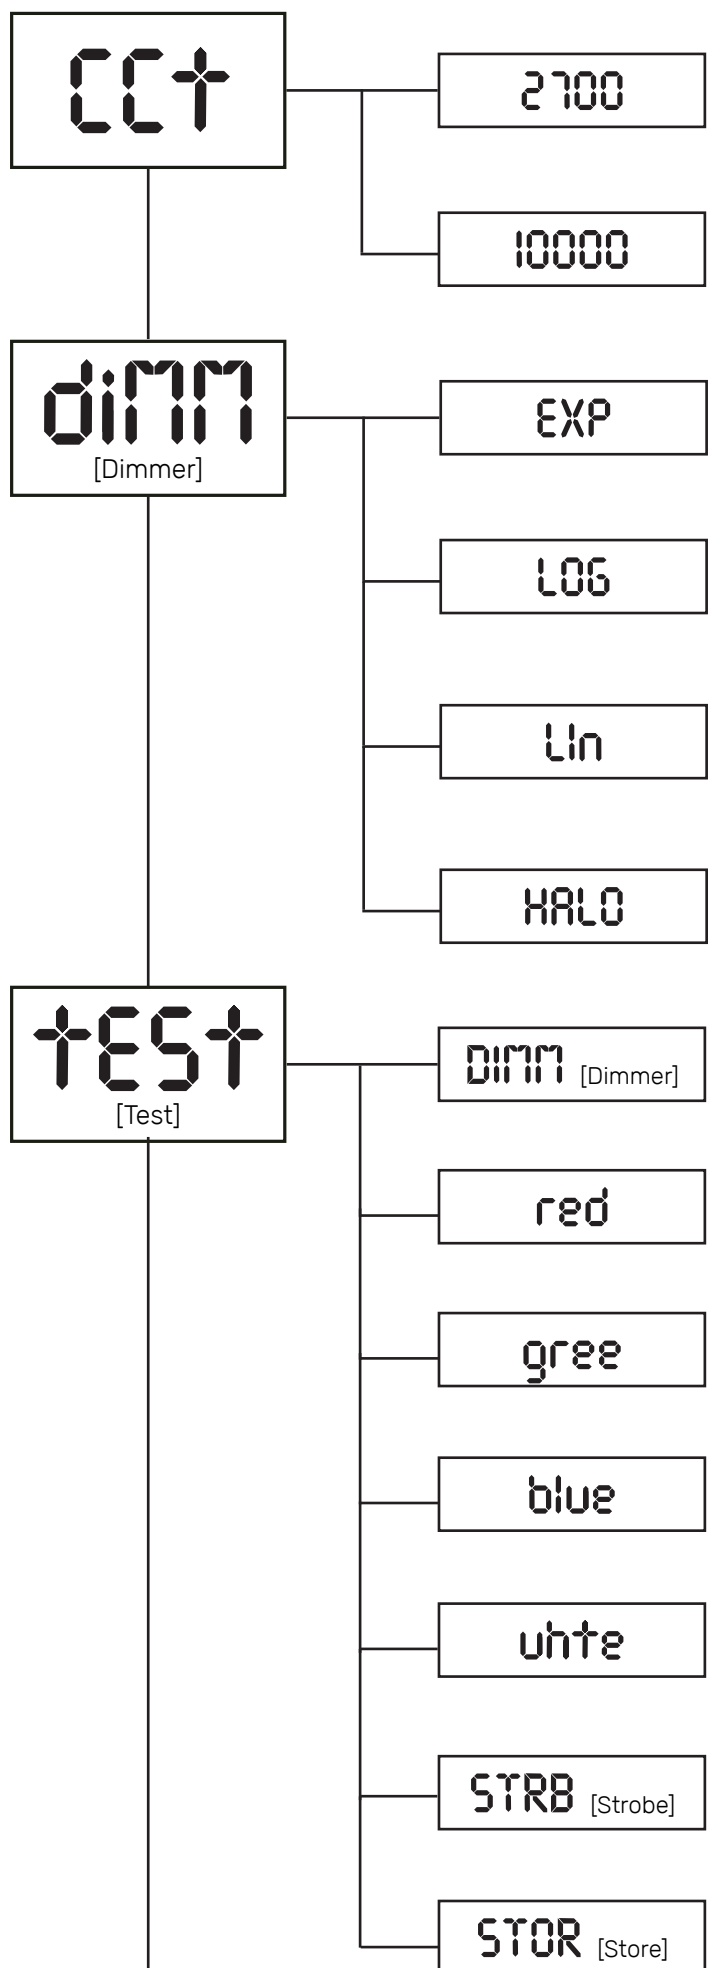 CCt
2700
10000
diMM
[Dimmer]
EXP
LOG
LIn
HALO
tESt
[Test]
DIMM [Dimmer]
red
gree
blue
uhte
STRB [Strobe]
STOR [Store]